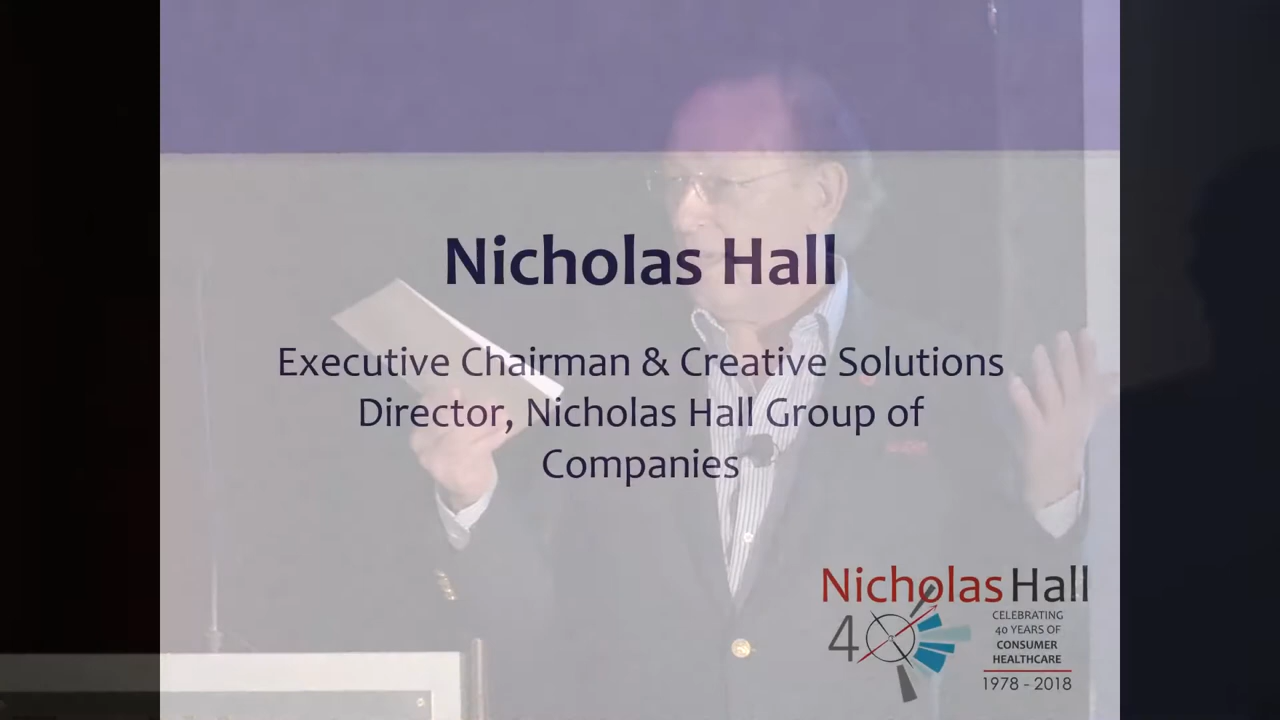 Nicholas Hall
Executive Chairman & Creative Solutions
Director, Nicholas Hall Group of
Companies
Nicholas Hall
40
CELEBRATING
40 YEARS OF
CONSUMER
HEALTHCARE
1978 - 2018